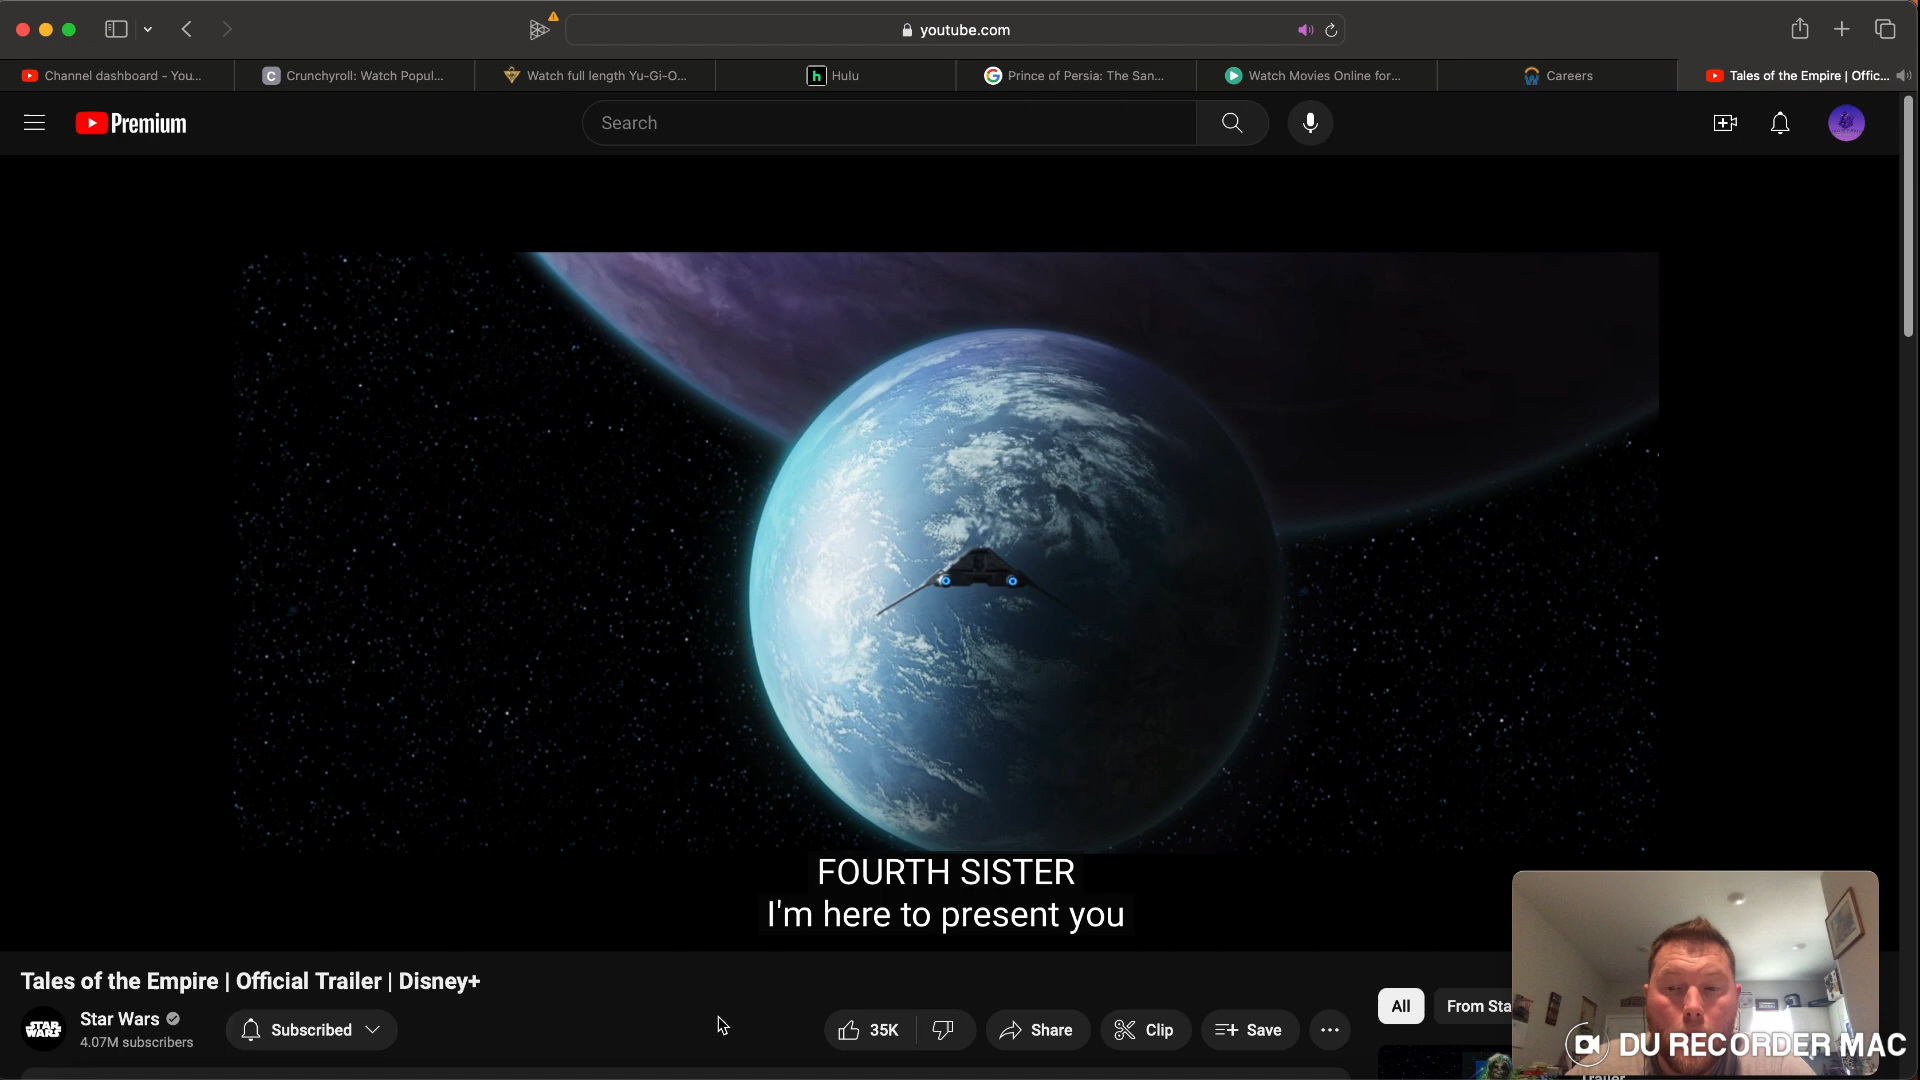 youtube.com
Channel dashboard - You...
Crunchyroll: Watch Popul...
Watch full length Yu-Gi-O...
Hulu
Prince of Persia: The San...
Watch Movies Online for...
Careers
Tales of the Empire | Offic...
Premium
Search
FOURTH SISTER
I'm here to present you
Tales of the Empire | Official Trailer | Disney+
STAR WARS
Star Wars
4.07M subscribers
Subscribed
35K
Share
Clip
Save
All
From Sta
DU RECORDER MAC
Trailer